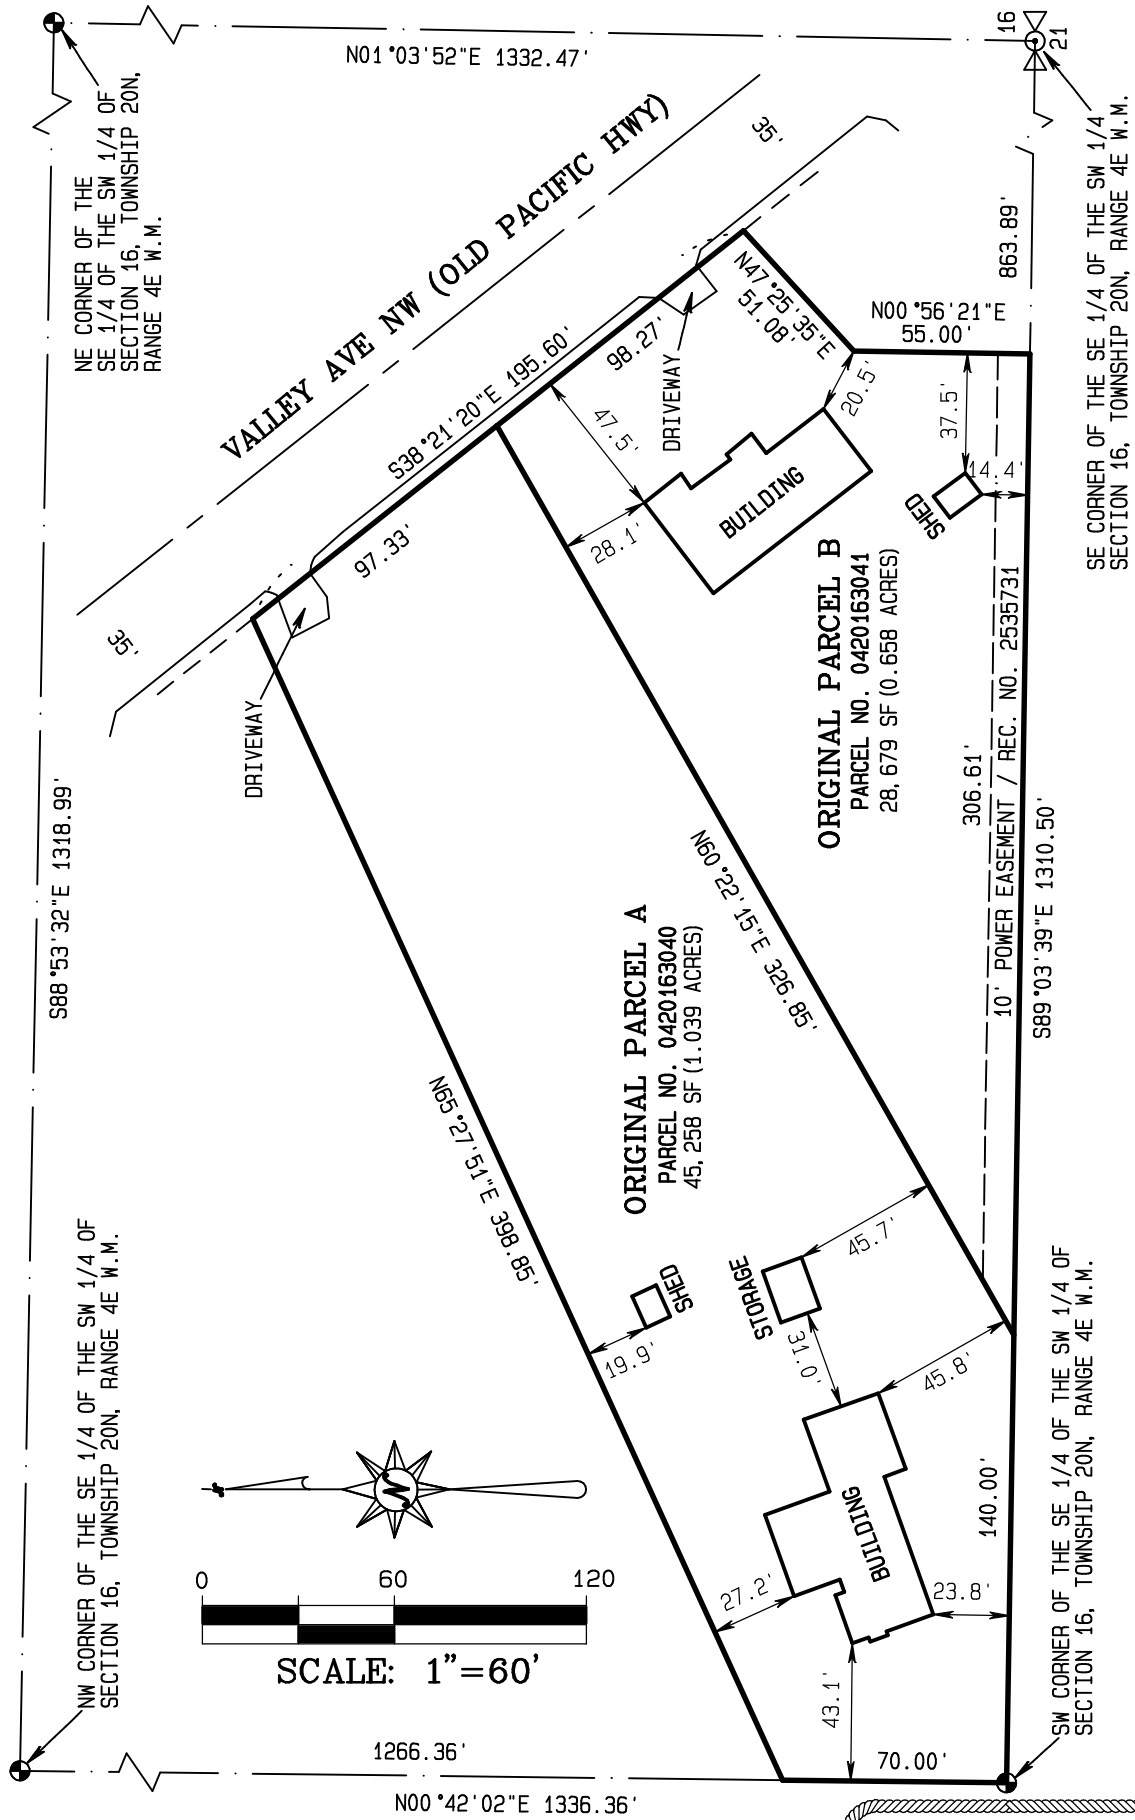 16
21
N01°03'52"E 1332.47'
NE CORNER OF THE
SE 1/4 OF THE SW 1/4 OF
SECTION 16, TOWNSHIP 20N,
RANGE 4E W.M.
VALLEY AVE NW (OLD PACIFIC HWY)
35'
35'
SE CORNER OF THE SE 1/4 OF THE SW 1/4
SECTION 16, TOWNSHIP 20N, RANGE 4E W.M.
863.89'
N00°56'21"E
55.00'
N47°25'35"E
51.08'
S38°21'20"E 195.60'
98.27'
97.33'
DRIVEWAY
DRIVEWAY
47.5'
20.5'
28.1'
37.5'
14.4'
BUILDING
SHED
ORIGINAL PARCEL B
PARCEL NO. 0420163041
28,679 SF (0.658 ACRES)
306.61'
10' POWER EASEMENT / REC. NO. 2535731
S89°03'39"E 1310.50'
S88°53'32"E 1318.99'
N60°22'15"E 326.85'
ORIGINAL PARCEL A
PARCEL NO. 0420163040
45,258 SF (1.039 ACRES)
N65°27'51"E 398.85'
SHED
19.9'
STORAGE
45.7'
31.0'
45.8'
BUILDING
27.2'
23.8'
43.1'
140.00'
70.00'
NW CORNER OF THE SE 1/4 OF THE SW 1/4 OF
SECTION 16, TOWNSHIP 20N, RANGE 4E W.M.
SW CORNER OF THE SE 1/4 OF THE SW 1/4 OF
SECTION 16, TOWNSHIP 20N, RANGE 4E W.M.
N
0 60 120
SCALE: 1"=60'
1266.36'
N00°42'02"E 1336.36'